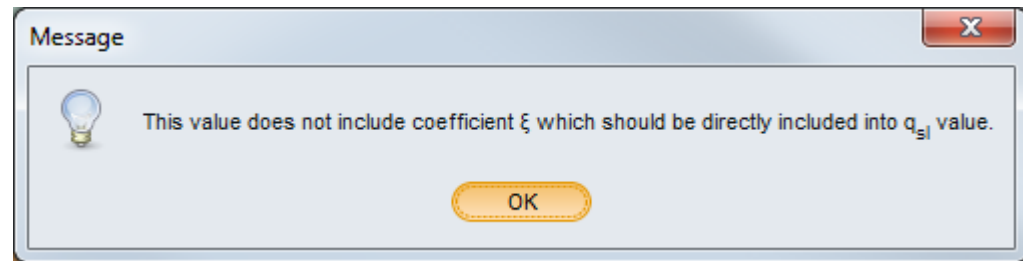 Message
This value does not include coefficient ξ which should be directly included into qsl value.
OK